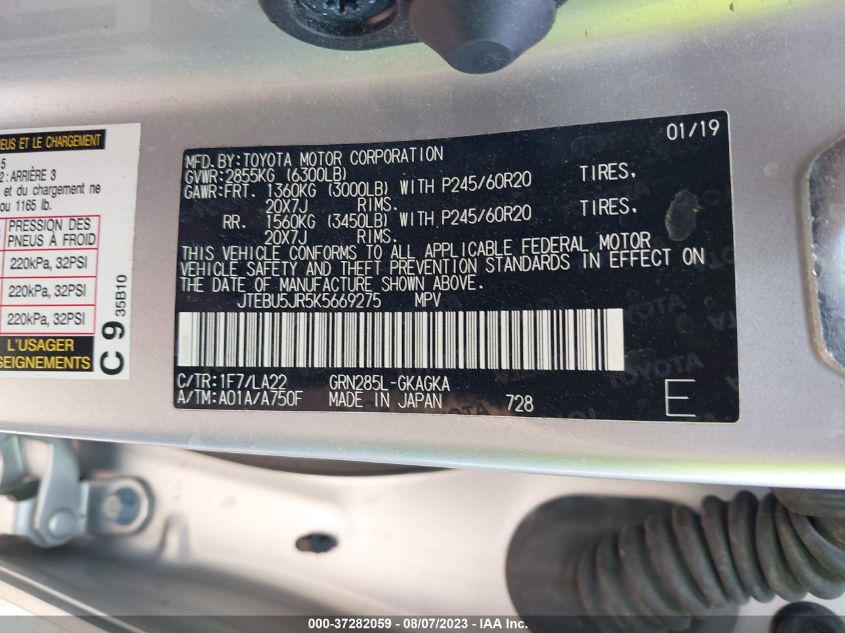 NEUS ET LE CHARGEMENT
5
2: ARRIÈRE 3
et du chargement ne
ou 1165 lb.
PRESSION DES
PNEUS À FROID
220kPa, 32PSI
220kPa, 32PSI
220kPa, 32PSI
L'USAGER
SEIGNEMENTS
C 9 35B10
01/19
MFD. BY: TOYOTA MOTOR CORPORATION
GVWR: 2855KG (6300LB)
GAWR: FRT. 1360KG (3000LB) WITH P245/60R20 TIRES,
20X7J RIMS.
RR. 1560KG (3450LB) WITH P245/60R20 TIRES,
20X7J RIMS.
THIS VEHICLE CONFORMS TO ALL APPLICABLE FEDERAL MOTOR
VEHICLE SAFETY AND THEFT PREVENTION STANDARDS IN EFFECT ON
THE DATE OF MANUFACTURE SHOWN ABOVE.
JTEBU5JR5K5669275 MPV
C/TR: 1F7/LA22 GRN285L-GKAGKA
A/TM: A01A/A750F MADE IN JAPAN 728 E
000-37282059 - 08/07/2023 - IAA Inc.